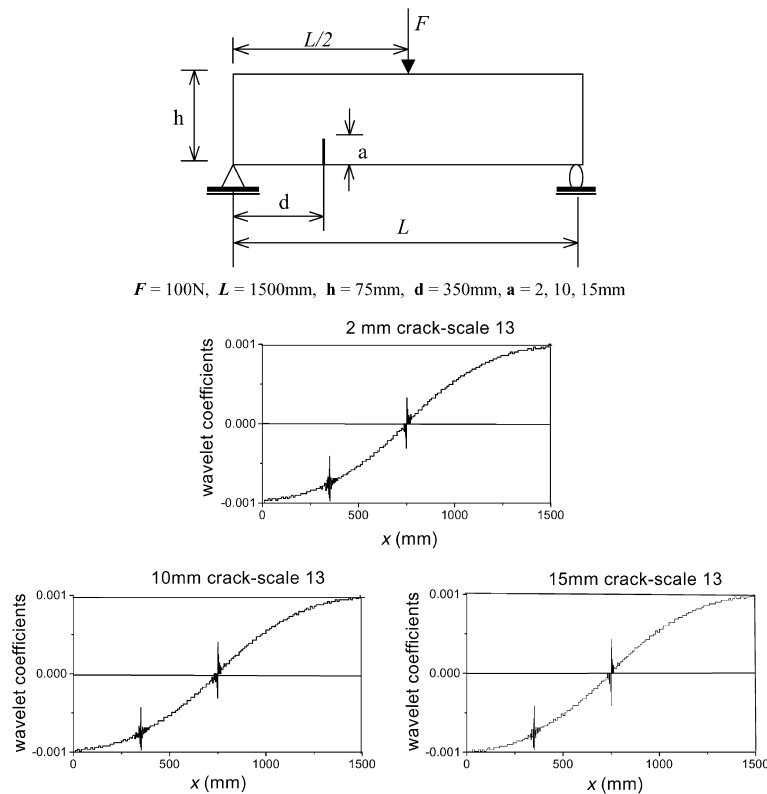 L/2
F
h
a
d
L
F = 100N, L = 1500mm, h = 75mm, d = 350mm, a = 2, 10, 15mm
2 mm crack-scale 13
wavelet coefficients
0.001
0.000
-0.001
0 500 1000 1500
x (mm)
10mm crack-scale 13
wavelet coefficients
0.001
0.000
-0.001
0 500 1000 1500
x (mm)
15mm crack-scale 13
wavelet coefficients
0.001
0.000
-0.001
0 500 1000 1500
x (mm)